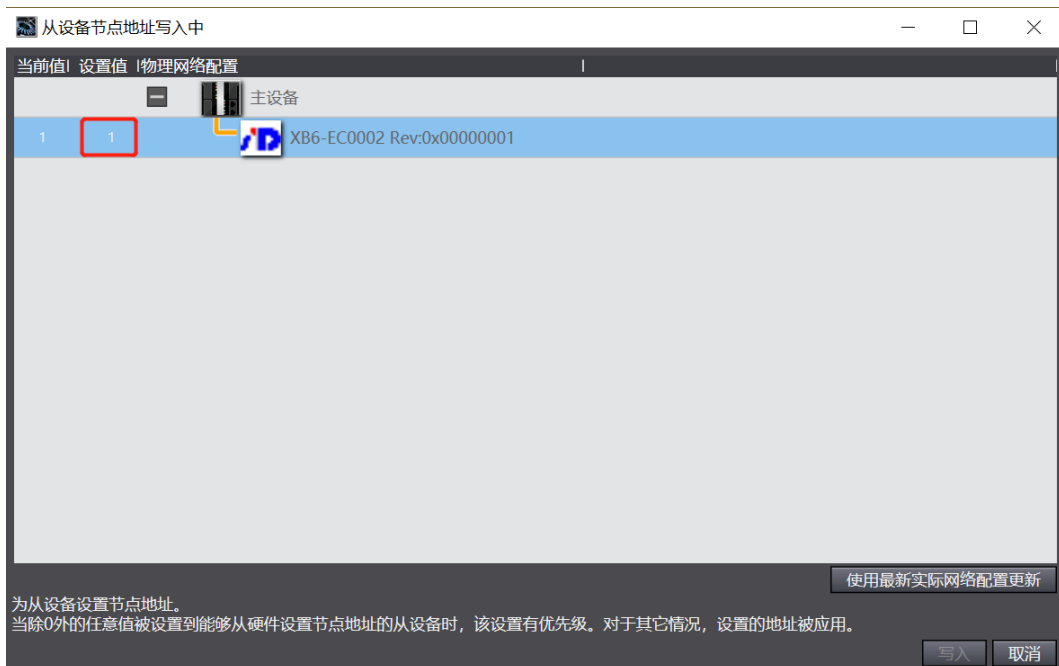 从设备节点地址写入中
当前值| 设置值 |物理网络配置 |
主设备
1 1 XB6-EC0002 Rev:0x00000001
使用最新实际网络配置更新
为从设备设置节点地址。
当除0外的任意值被设置到能够从硬件设置节点地址的从设备时，该设置有优先级。对于其它情况，设置的地址被应用。
写入 取消